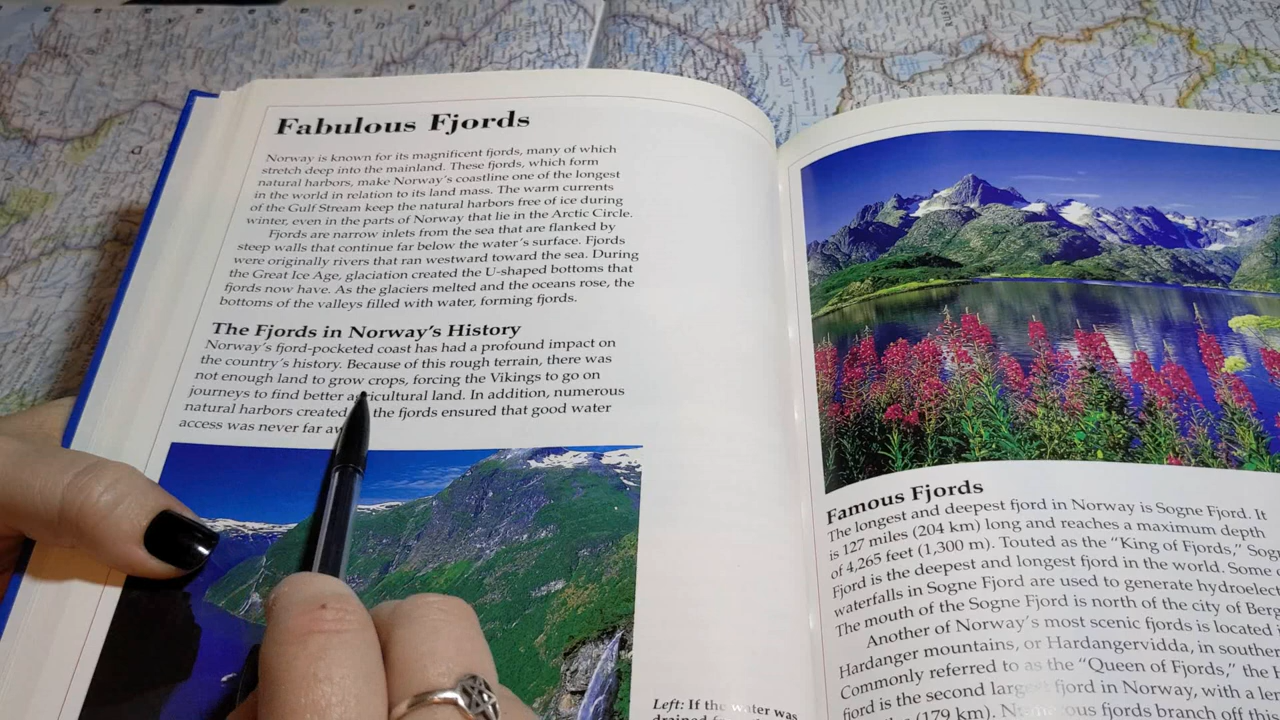 Fabulous Fjords
Norway is known for its magnificent fjords, many of which
stretch deep into the mainland. These fjords, which form
natural harbors, make Norway's coastline one of the longest
in the world in relation to its land mass. The warm currents
of the Gulf Stream keep the natural harbors free of ice during
winter, even in the parts of Norway that lie in the Arctic Circle.
Fjords are narrow inlets from the sea that are flanked by
steep walls that continue far below the water's surface. Fjords
were originally rivers that ran westward toward the sea. During
the Great Ice Age, glaciation created the U-shaped bottoms that
fjords now have. As the glaciers melted and the oceans rose, the
bottoms of the valleys filled with water, forming fjords.
The Fjords in Norway's History
Norway's fjord-pocketed coast has had a profound impact on
the country's history. Because of this rough terrain, there was
not enough land to grow crops, forcing the Vikings to go on
journeys to find better agricultural land. In addition, numerous
natural harbors created the fjords ensured that good water
access was never far
Left: If the water was
Famous Fjords
The longest and deepest fjord in Norway is Sogne Fjord. It
is 127 miles (204 km) long and reaches a maximum depth
of 4,265 feet (1,300 m). Touted as the "King of Fjords," Sog
Fjord is the deepest and longest fjord in the world. Some
waterfalls in Sogne Fjord are used to generate hydroelec
The mouth of the Sogne Fjord is north of the city of Ber
Another of Norway's most scenic fjords is located
Hardanger mountains, or Hardangervidda, in souther
Commonly referred to as the "Queen of Fjords," the
fjord is the second largest fjord in Norway, with a le
(179 km). Numerous fjords branch off this